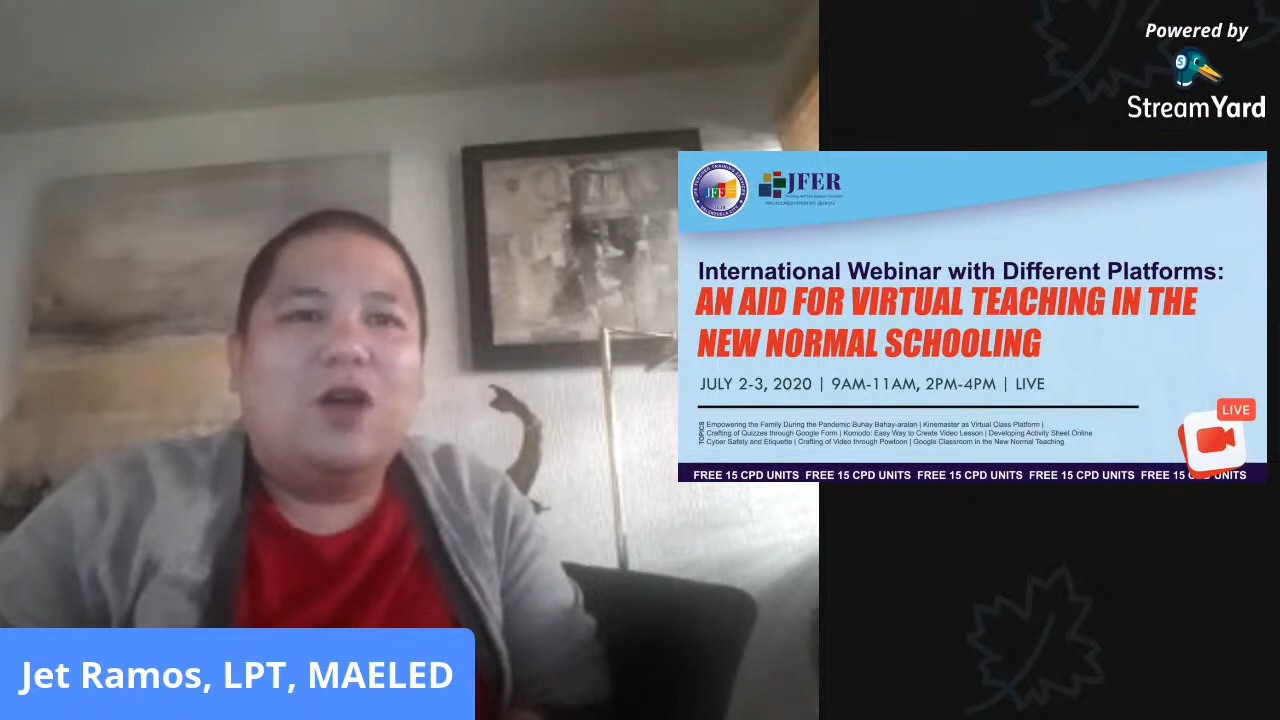 Powered by
StreamYard
JFER
International Webinar with Different Platforms:
AN AID FOR VIRTUAL TEACHING IN THE
NEW NORMAL SCHOOLING
JULY 2-3, 2020 | 9AM-11AM, 2PM-4PM | LIVE
LIVE
TOPICS
Empowering the Family During the Pandemic Buhay Bahay-aralan | Kinemaster as Virtual Class Platform |
Crafting of Quizzes through Google Form | Komodo: Easy Way to Create Video Lesson | Developing Activity Sheet Online
Cyber Safety and Etiquette | Crafting of Video through Powtoon | Google Classroom in the New Normal Teaching
FREE 15 CPD UNITS FREE 15 CPD UNITS FREE 15 CPD UNITS FREE 15 CPD UNITS FREE 15 CPD UNITS
Jet Ramos, LPT, MAELED